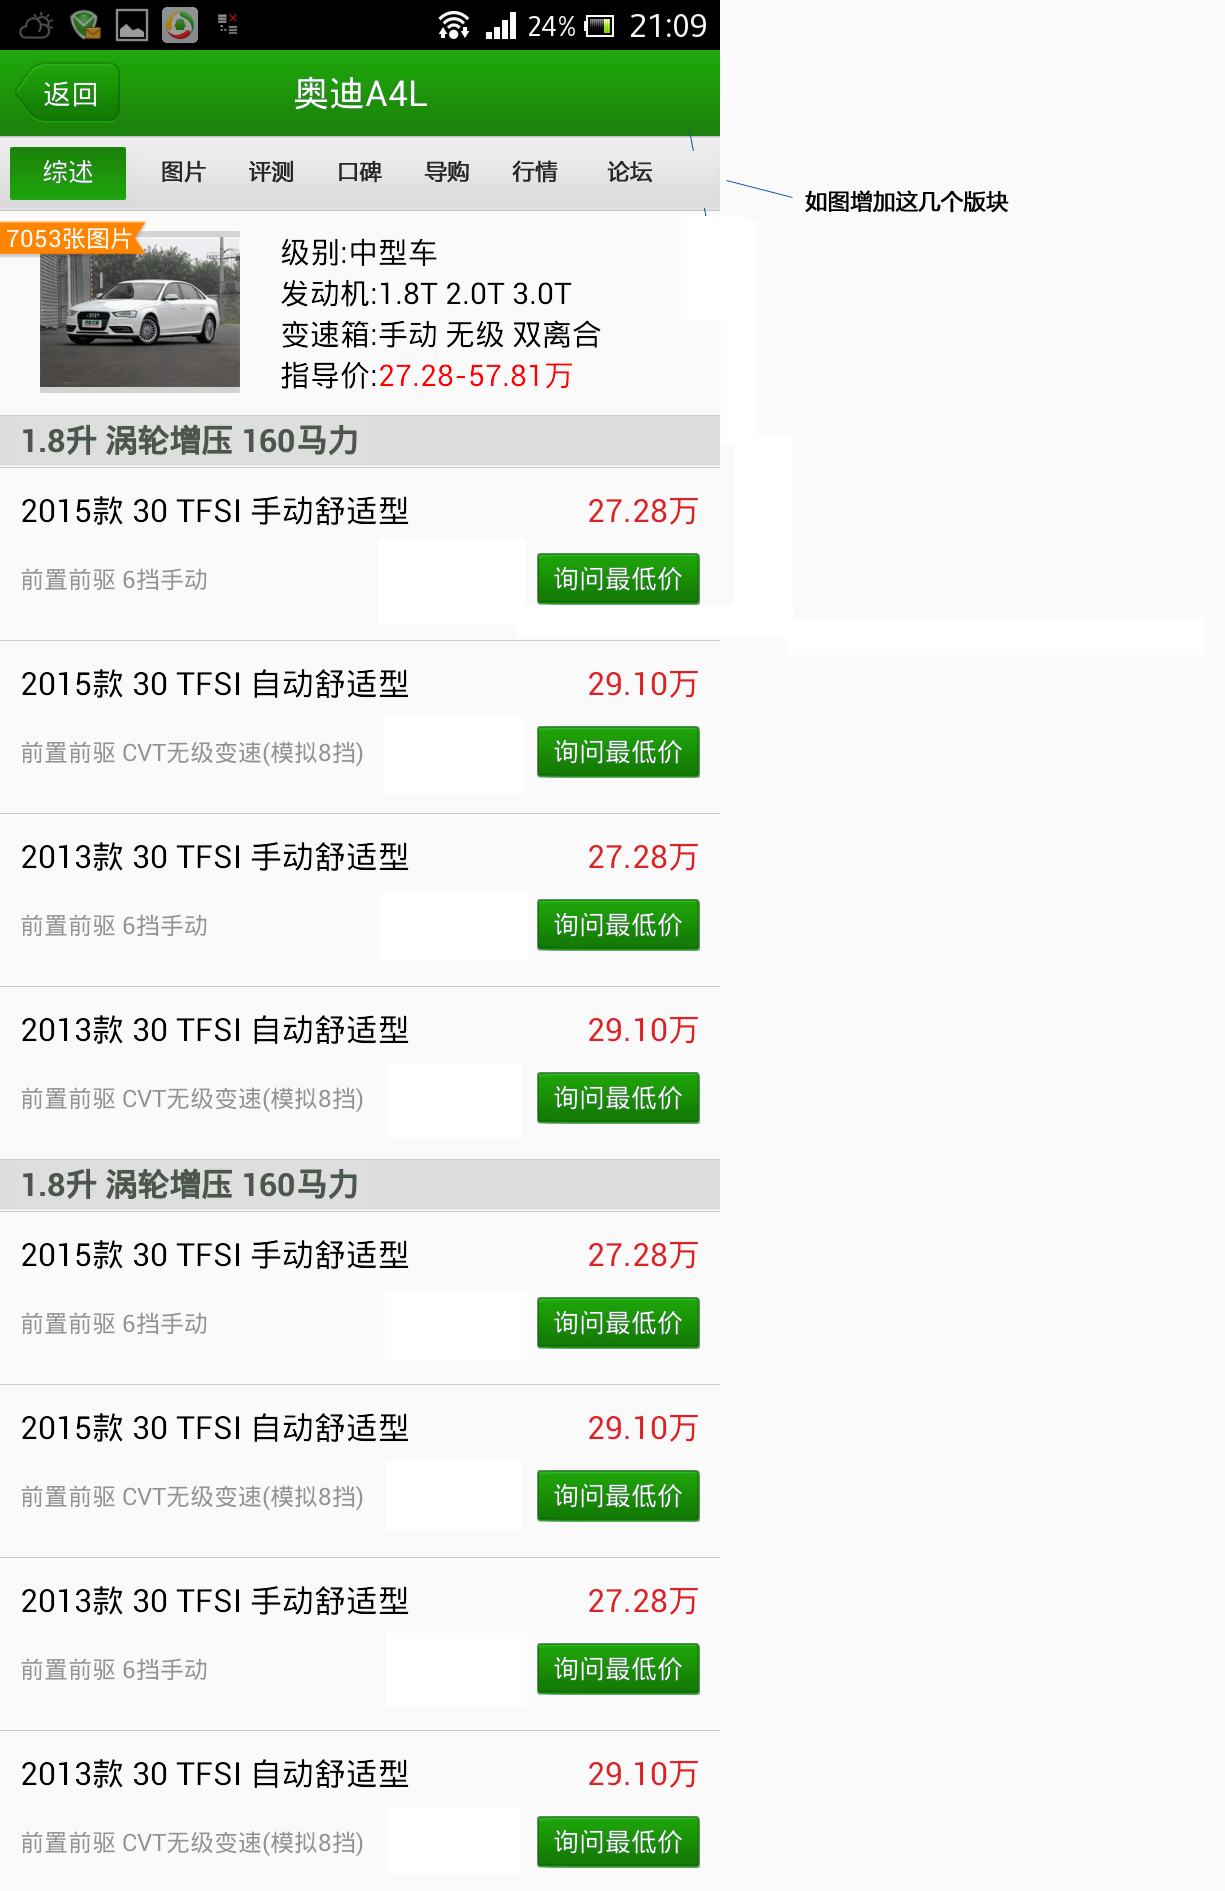 24% 21:09
返回 奥迪A4L
综述 图片 评测 口碑 导购 行情 论坛
如图增加这几个版块
7053张图片
级别:中型车
发动机:1.8T 2.0T 3.0T
变速箱:手动 无级 双离合
指导价:27.28-57.81万
1.8升 涡轮增压 160马力
2015款 30 TFSI 手动舒适型 27.28万
前置前驱 6挡手动 询问最低价
2015款 30 TFSI 自动舒适型 29.10万
前置前驱 CVT无级变速(模拟8挡) 询问最低价
2013款 30 TFSI 手动舒适型 27.28万
前置前驱 6挡手动 询问最低价
2013款 30 TFSI 自动舒适型 29.10万
前置前驱 CVT无级变速(模拟8挡) 询问最低价
1.8升 涡轮增压 160马力
2015款 30 TFSI 手动舒适型 27.28万
前置前驱 6挡手动 询问最低价
2015款 30 TFSI 自动舒适型 29.10万
前置前驱 CVT无级变速(模拟8挡) 询问最低价
2013款 30 TFSI 手动舒适型 27.28万
前置前驱 6挡手动 询问最低价
2013款 30 TFSI 自动舒适型 29.10万
前置前驱 CVT无级变速(模拟8挡) 询问最低价